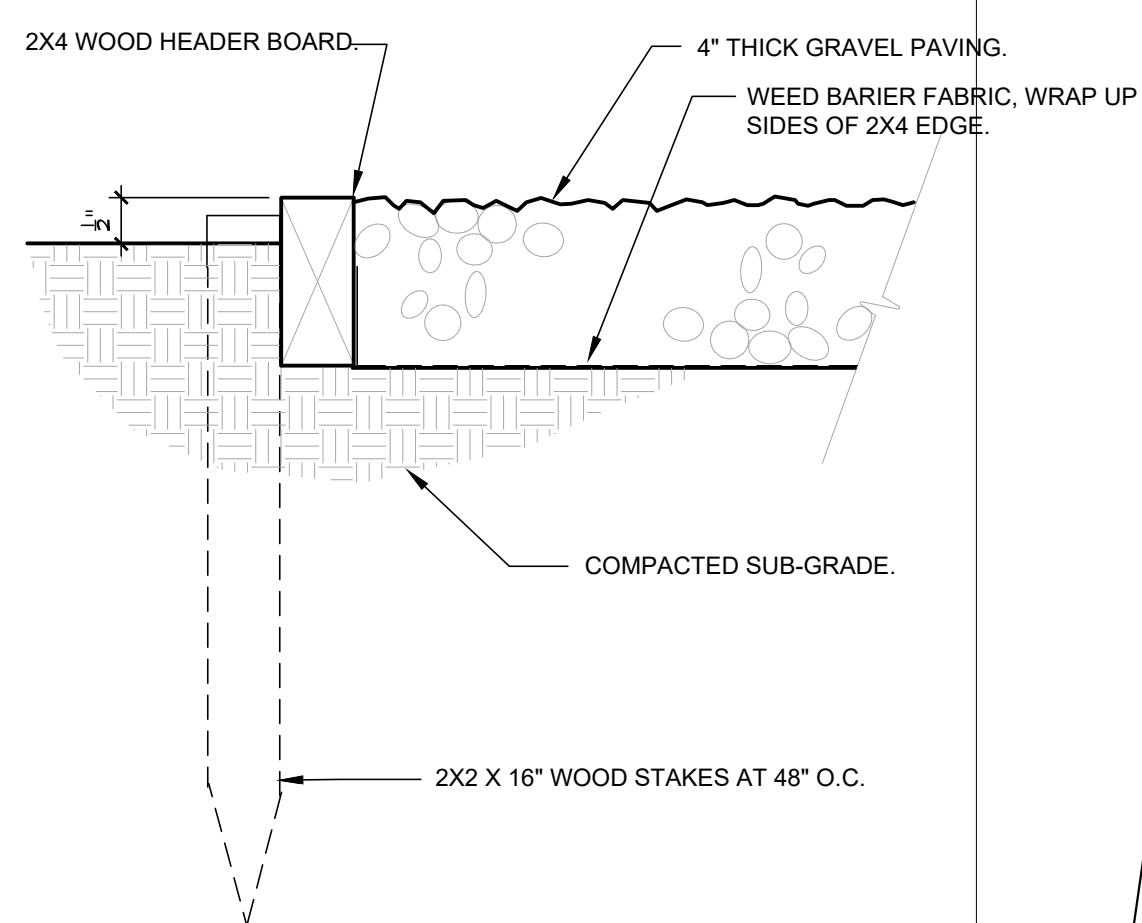 2X4 WOOD HEADER BOARD.
4" THICK GRAVEL PAVING.
WEED BARIER FABRIC, WRAP UP
SIDES OF 2X4 EDGE.
1/2"
COMPACTED SUB-GRADE.
2X2 X 16" WOOD STAKES AT 48" O.C.